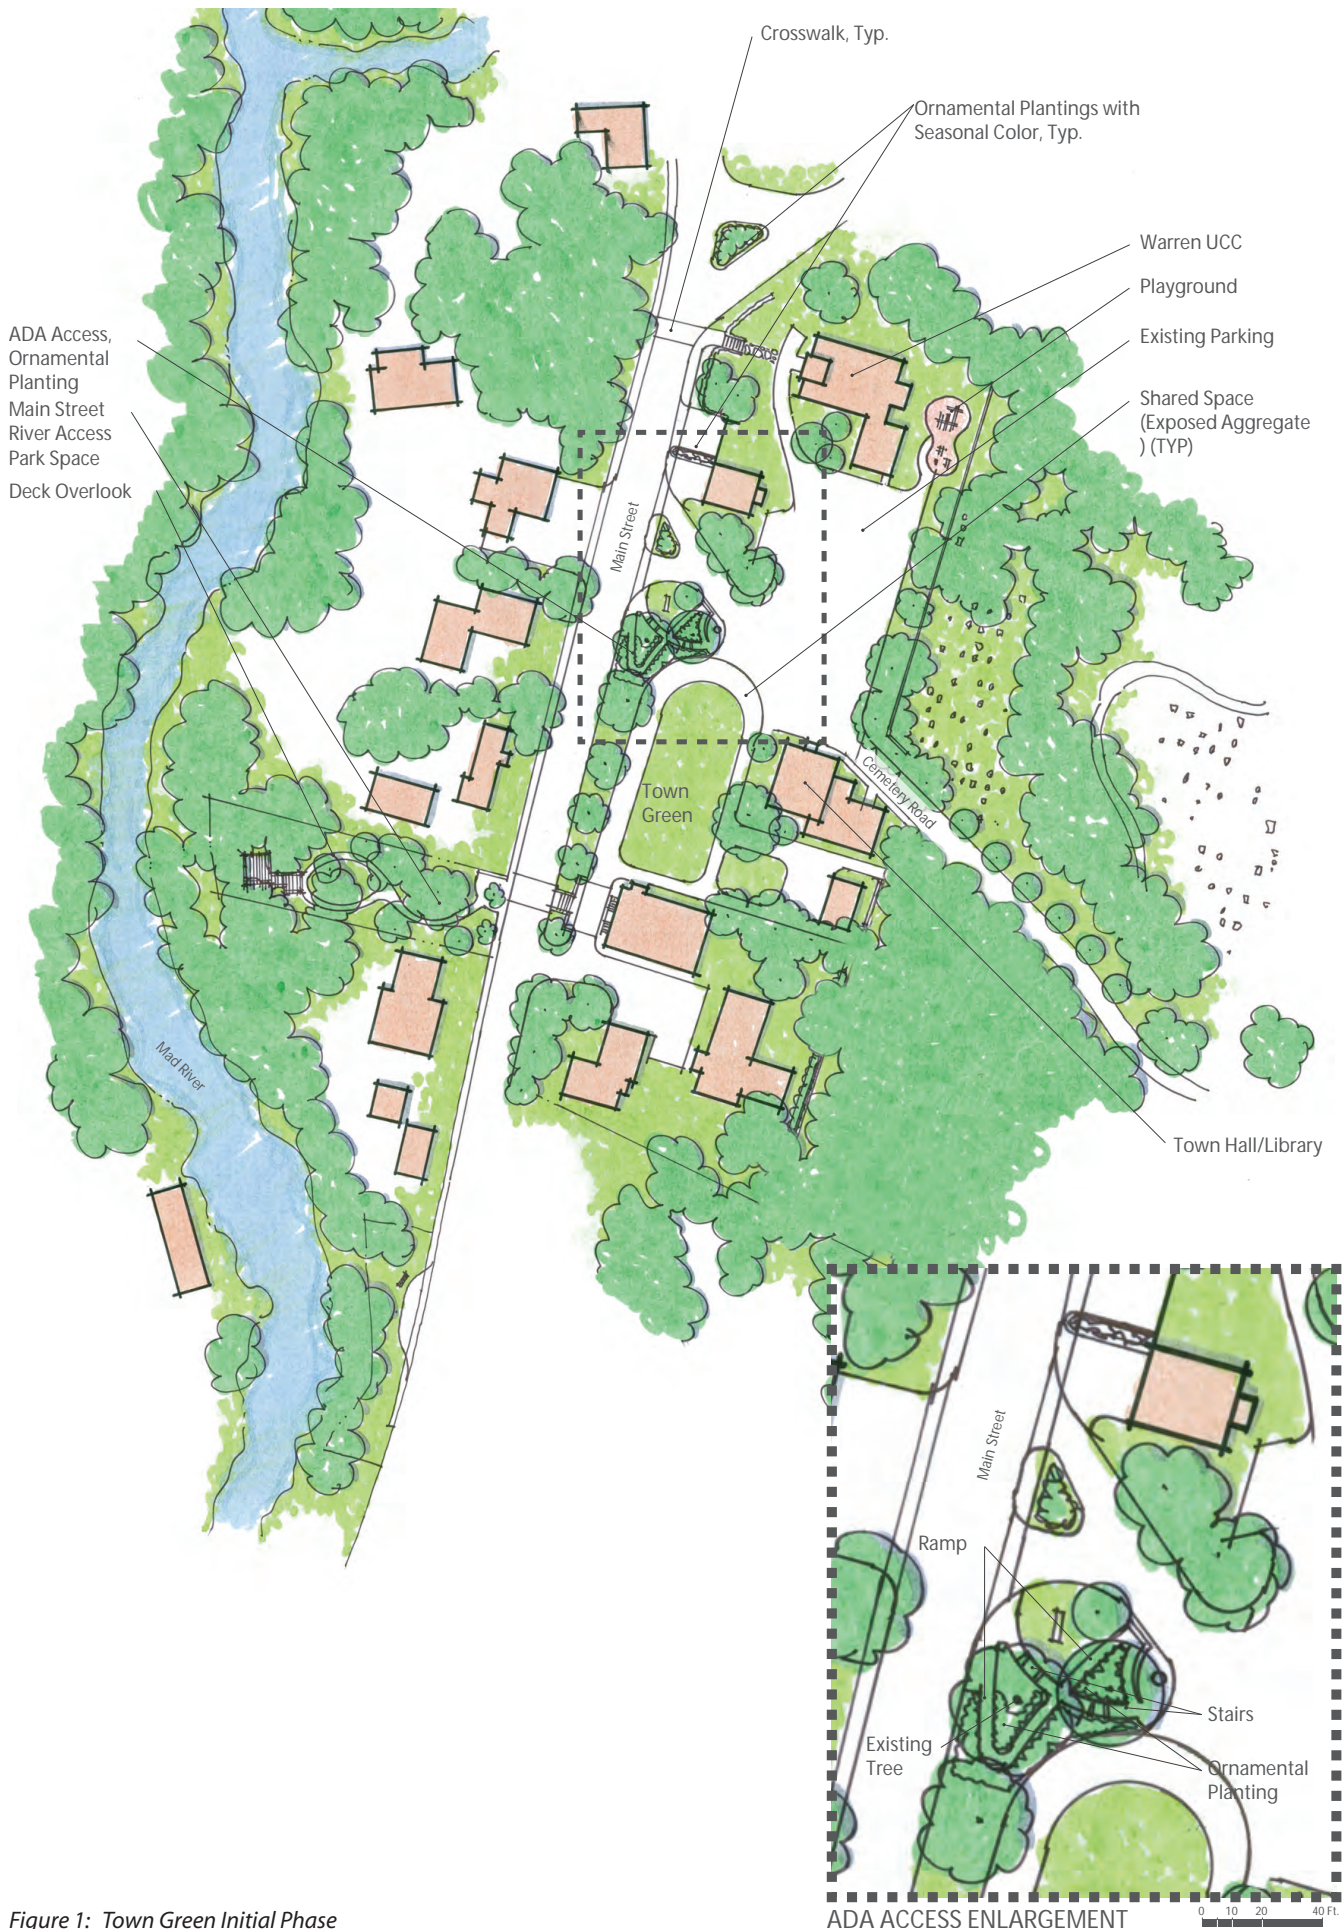 Crosswalk, Typ.
Ornamental Plantings with
Seasonal Color, Typ.
Warren UCC
Playground
Existing Parking
Shared Space
(Exposed Aggregate
) (TYP)
ADA Access,
Ornamental
Planting
Main Street
River Access
Park Space
Deck Overlook
Main Street
Town
Green
Cemetery Road
Mad River
Town Hall/Library
Main Street
Ramp
Existing
Tree
Stairs
Ornamental
Planting
ADA ACCESS ENLARGEMENT
0 10 20 40 Ft.
Figure 1: Town Green Initial Phase